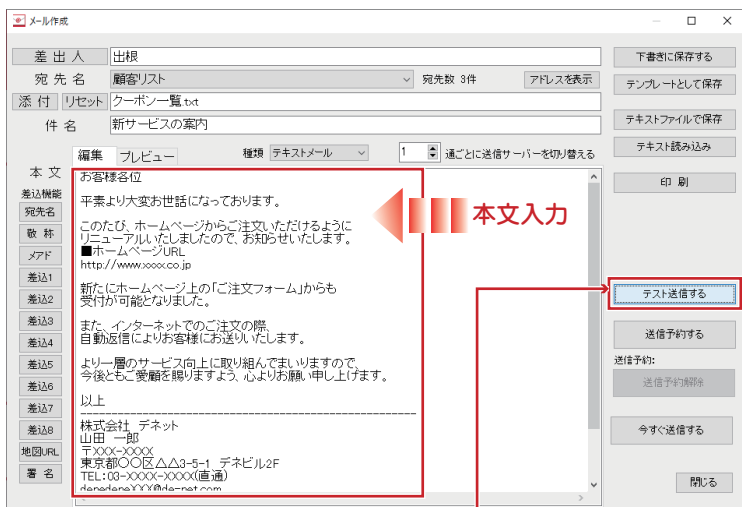 メール作成
差 出 人 出根 下書きに保存する
宛 先 名 顧客リスト 宛先数 3件 アドレスを表示 テンプレートとして保存
添 付 リセット クーポン一覧.txt
件 名 新サービスの案内 テキストファイルで保存
編集 プレビュー 種類 テキストメール 1 通ごとに送信サーバーを切り替える テキスト読み込み
本 文
差込機能
宛先名
敬 称
メアド
差込1
差込2
差込3
差込4
差込5
差込6
差込7
差込8
地図URL
署 名
お客様各位
平素より大変お世話になっております。
このたび、ホームページからご注文いただけるように
リニューアルいたしましたので、お知らせいたします。
■ホームページURL
http://www.xxxx.co.jp
新たにホームページ上の「ご注文フォーム」からも
受付が可能となりました。
また、インターネットでのご注文の際、
自動返信によりお客様にお送りいたします。
より一層のサービス向上に取り組んでまいりますので、
今後ともご愛顧を賜りますよう、心よりお願い申し上げます。
以上
------------------------------------------------
株式会社 デネット
山田 一郎
〒XXX-XXXX
東京都〇〇区△△3-5-1 デネビル2F
TEL:03-XXXX-XXXX(直通)
denedeneXXX@de-net.com
本文入力
印 刷
テスト送信する
送信予約する
送信予約:
送信予約解除
今すぐ送信する
閉じる